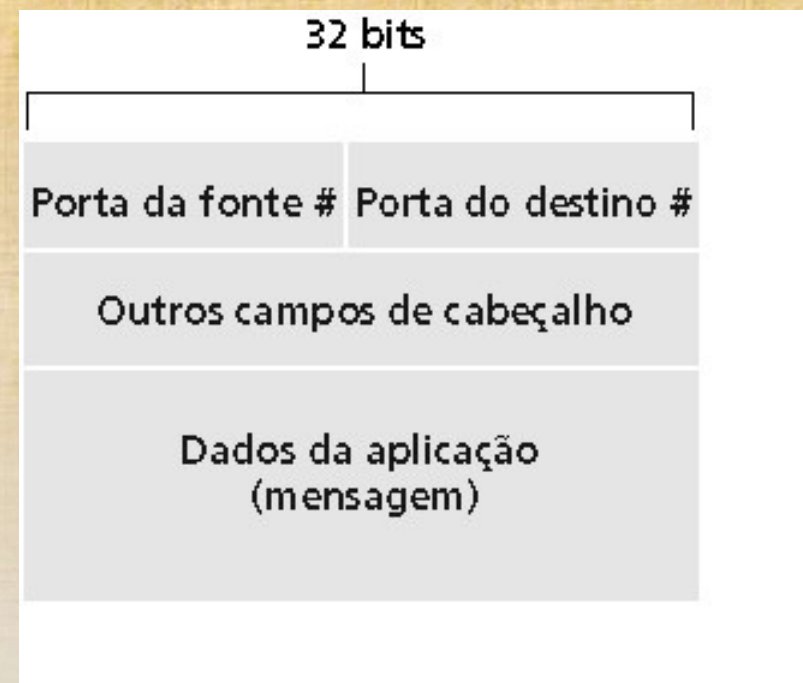 32 bits
Porta da fonte # Porta do destino #
Outros campos de cabeçalho
Dados da aplicação
(mensagem)